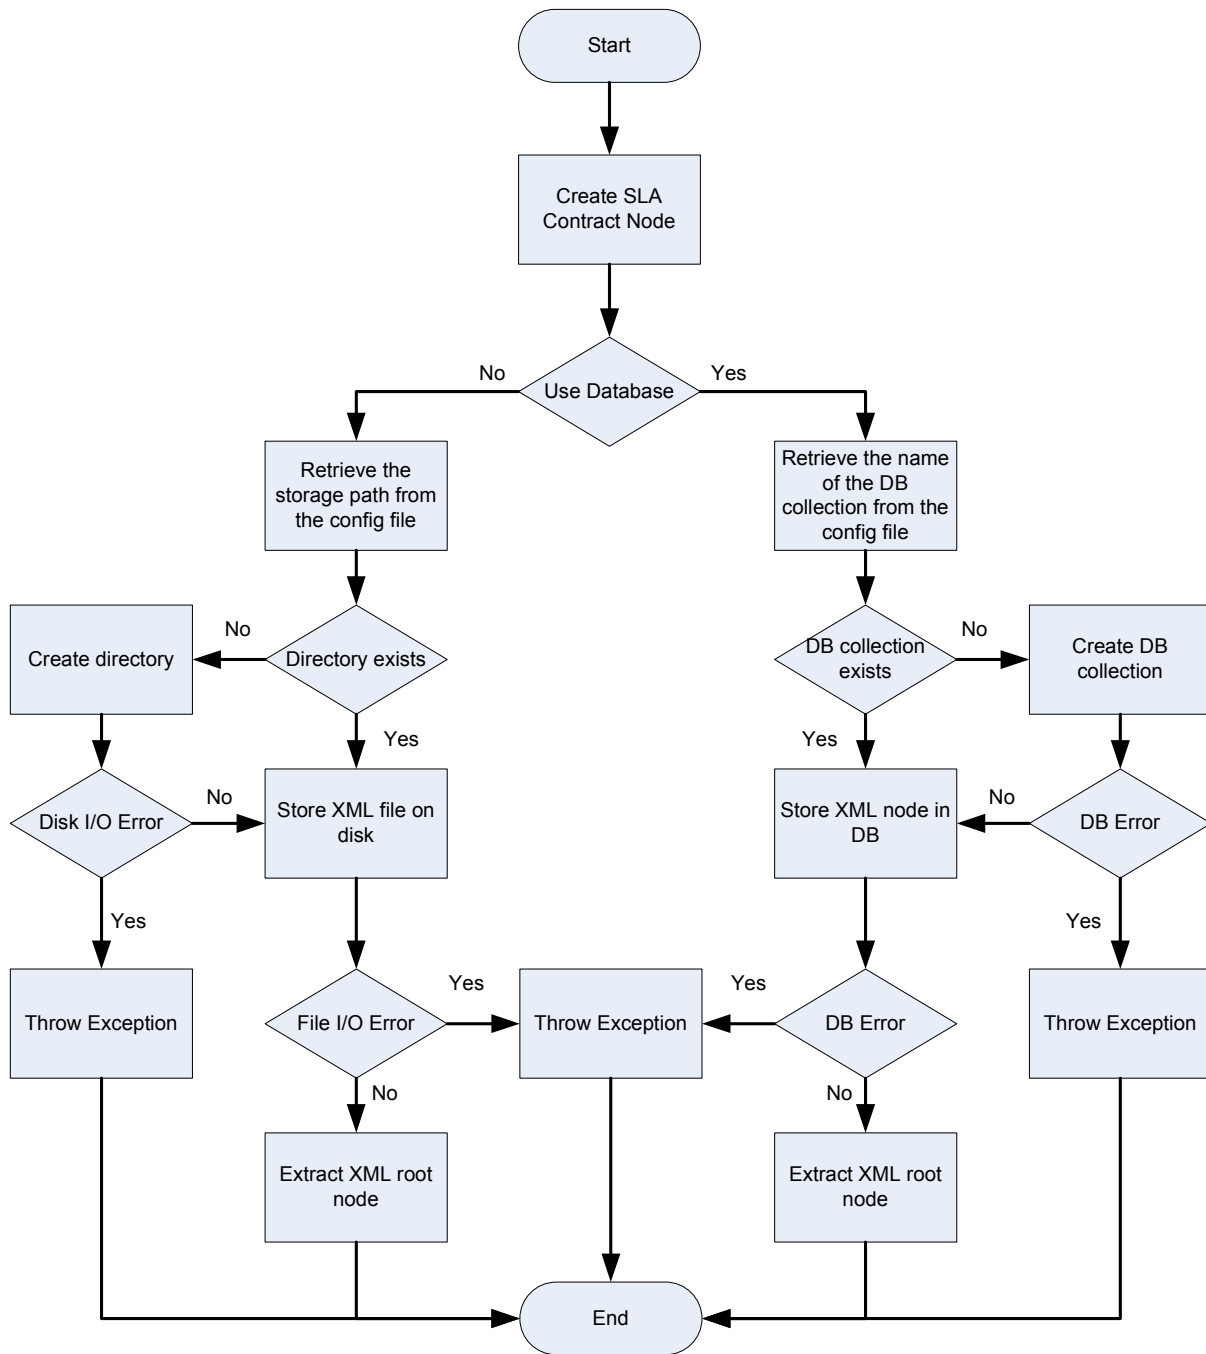 Start
Create SLA
Contract Node
No
Yes
Use Database
Retrieve the
storage path from
the config file
Retrieve the name
of the DB
collection from the
config file
No
No
Create directory
Directory exists
DB collection
exists
Create DB
collection
Yes
Yes
No
No
Disk I/O Error
Store XML file on
disk
Store XML node in
DB
DB Error
Yes
Yes
Yes
Yes
Throw Exception
File I/O Error
Throw Exception
DB Error
Throw Exception
No
No
Extract XML root
node
Extract XML root
node
End